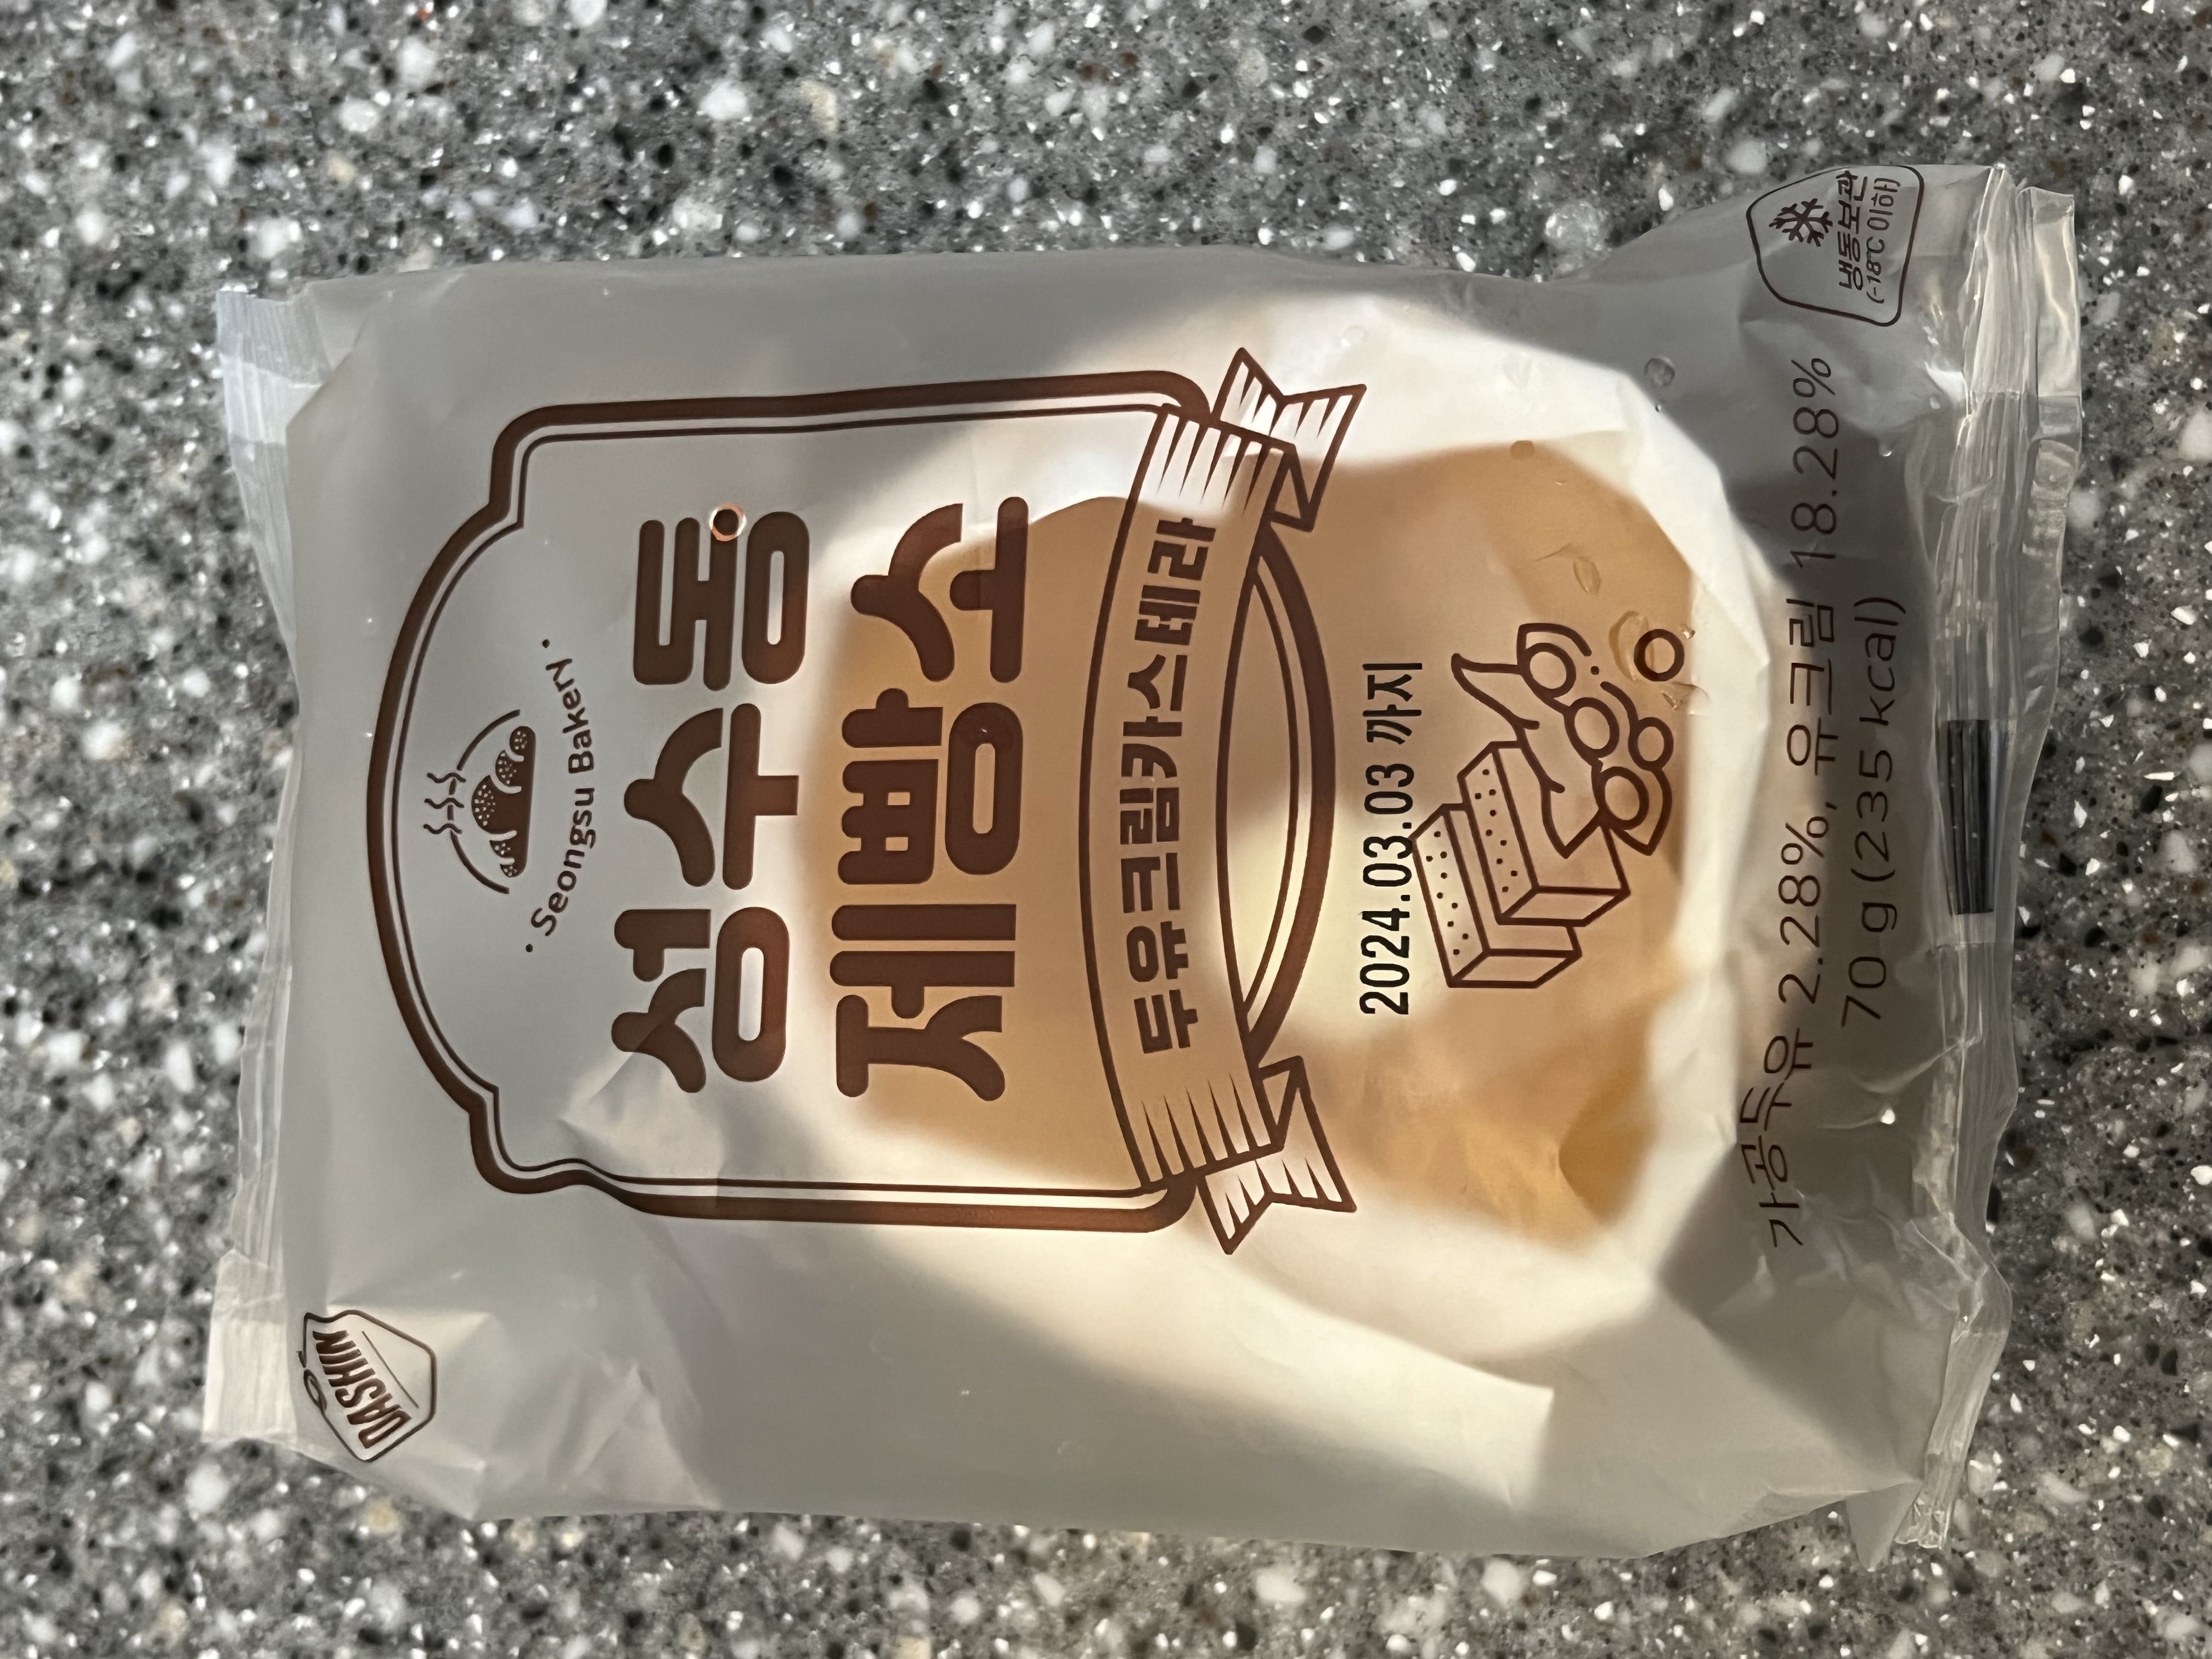 DASHIN
· Seongsu Bakery ·
성수동
제빵소
두유크림카스테라
2024.03.03 까지
가공두유 2.28%, 유크림 18.28%
70 g (235 kcal)
냉동보관
(-18℃ 이하)